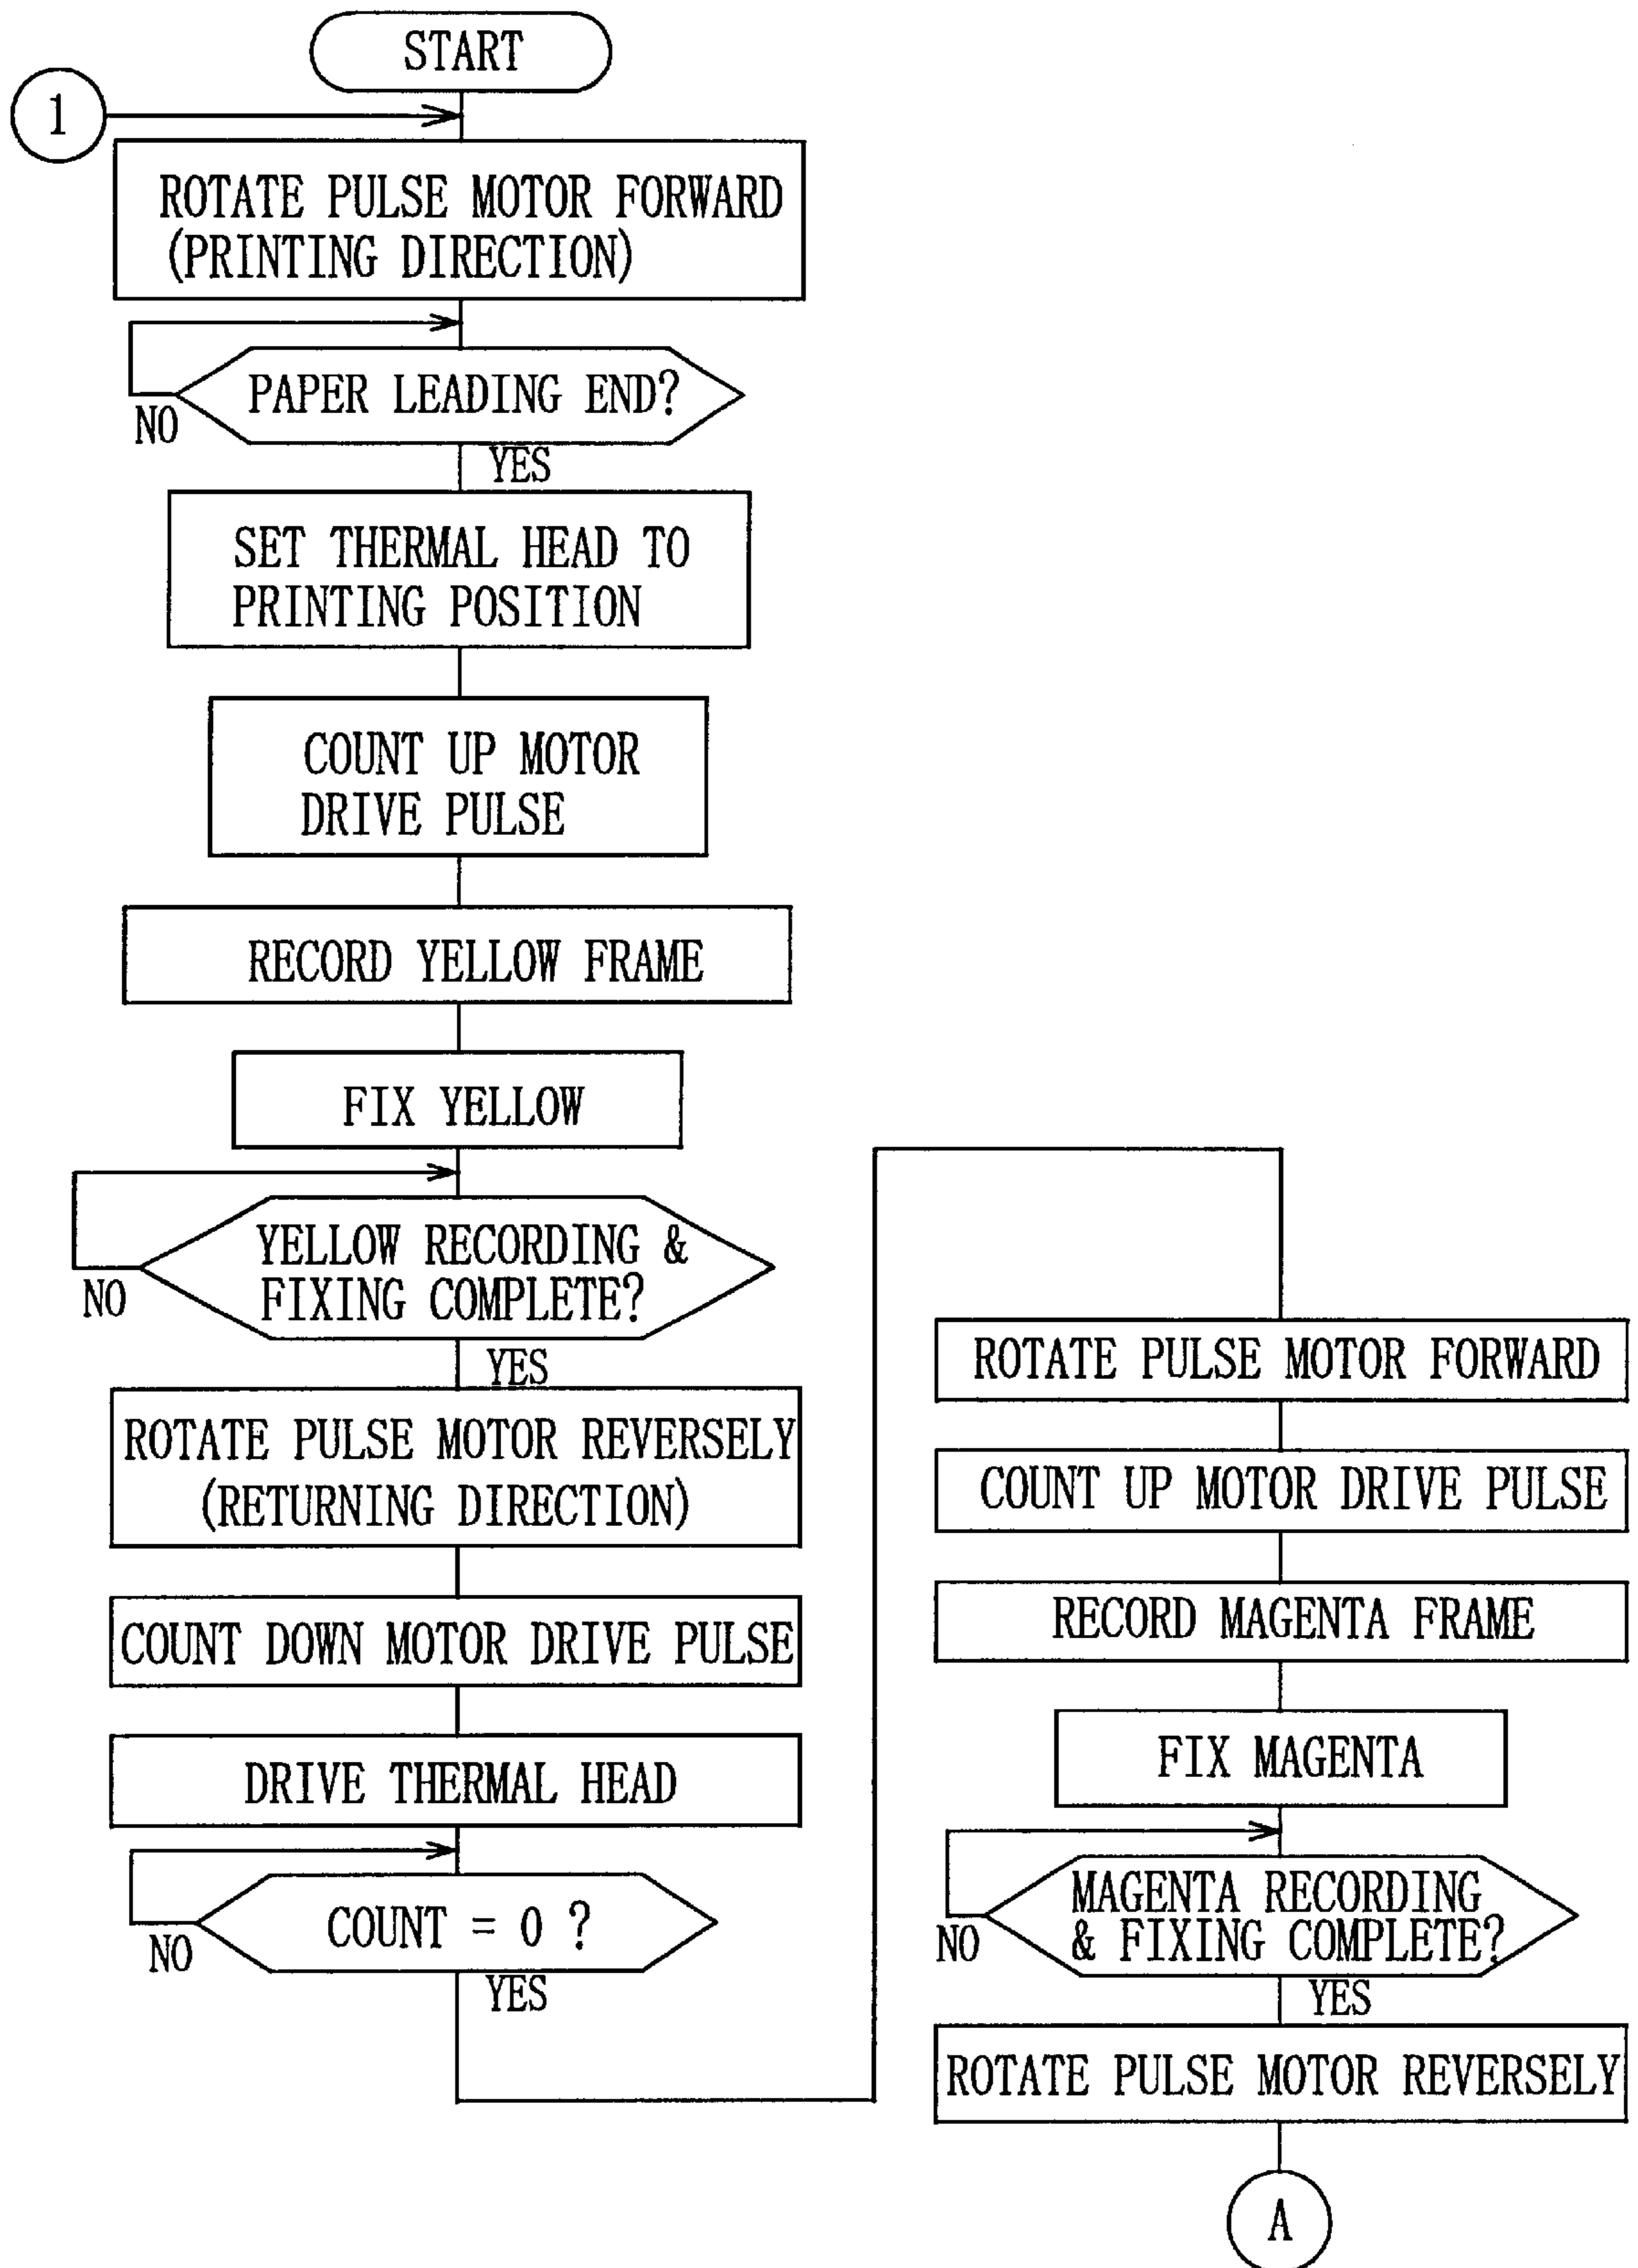 START
1
ROTATE PULSE MOTOR FORWARD
(PRINTING DIRECTION)
PAPER LEADING END?
NO
YES
SET THERMAL HEAD TO
PRINTING POSITION
COUNT UP MOTOR
DRIVE PULSE
RECORD YELLOW FRAME
FIX YELLOW
YELLOW RECORDING &
FIXING COMPLETE?
NO
YES
ROTATE PULSE MOTOR REVERSELY
(RETURNING DIRECTION)
COUNT DOWN MOTOR DRIVE PULSE
DRIVE THERMAL HEAD
COUNT = 0 ?
NO
YES
ROTATE PULSE MOTOR FORWARD
COUNT UP MOTOR DRIVE PULSE
RECORD MAGENTA FRAME
FIX MAGENTA
MAGENTA RECORDING
& FIXING COMPLETE?
NO
YES
ROTATE PULSE MOTOR REVERSELY
A